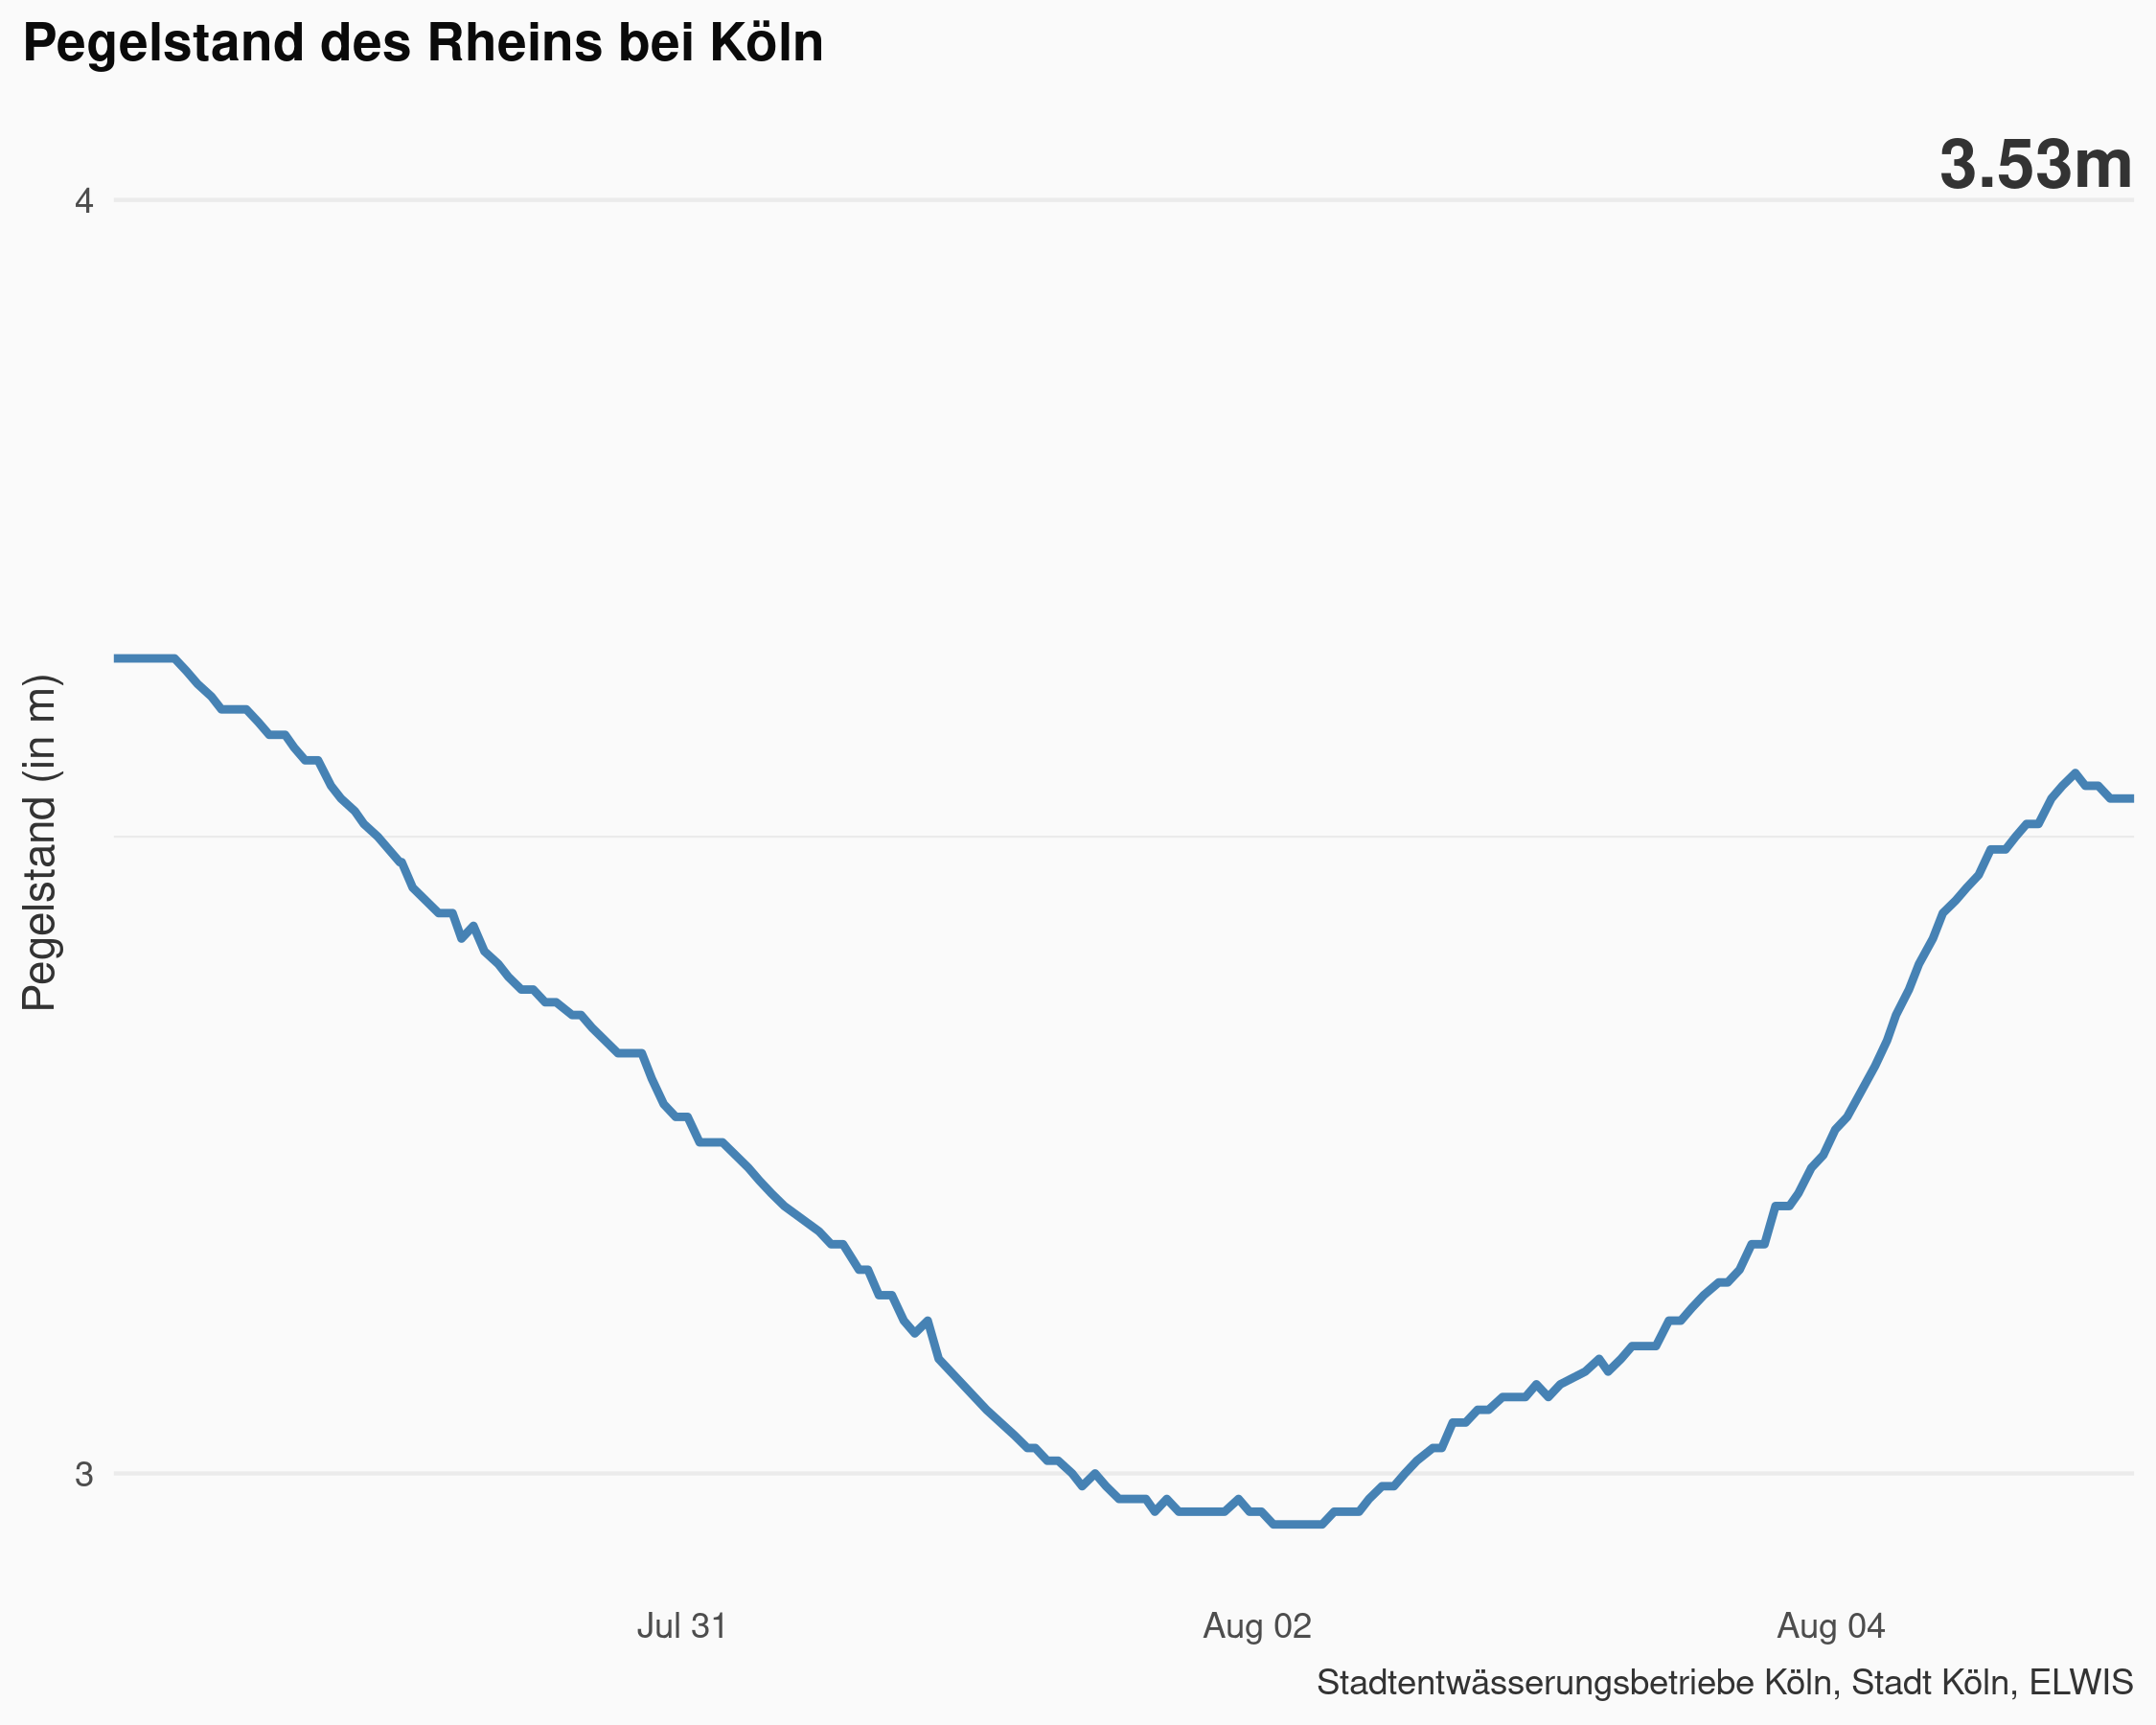 Pegelstand des Rheins bei Köln
3.53m
4
Pegelstand (in m)
3
Jul 31
Aug 02
Aug 04
Stadtentwässerungsbetriebe Köln, Stadt Köln, ELWIS